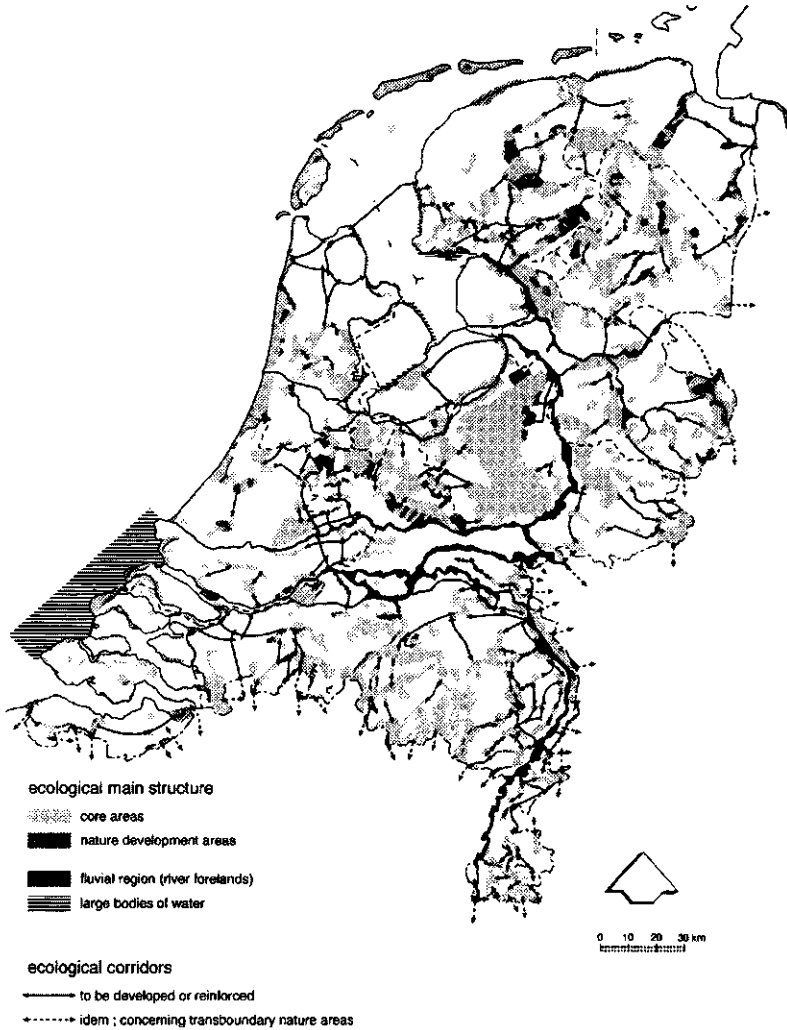 ecological main structure
core areas
nature development areas
fluvial region (river forelands)
large bodies of water
0 10 20 30 km
ecological corridors
to be developed or reinforced
idem ; concerning transboundary nature areas